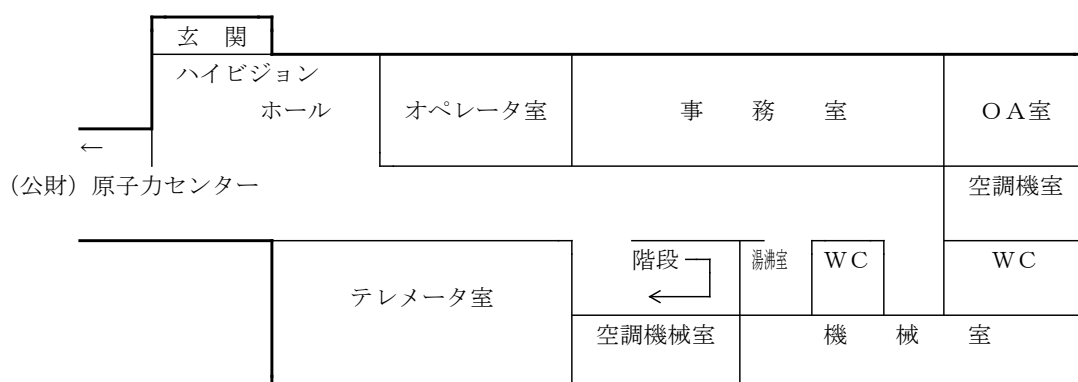 玄　関
ハイビジョン
ホール
オペレータ室
事　務　室
ＯＡ室
←
（公財）原子力センター
空調機室
階段
湯沸室
ＷＣ
ＷＣ
テレメータ室
空調機械室
機　械　室